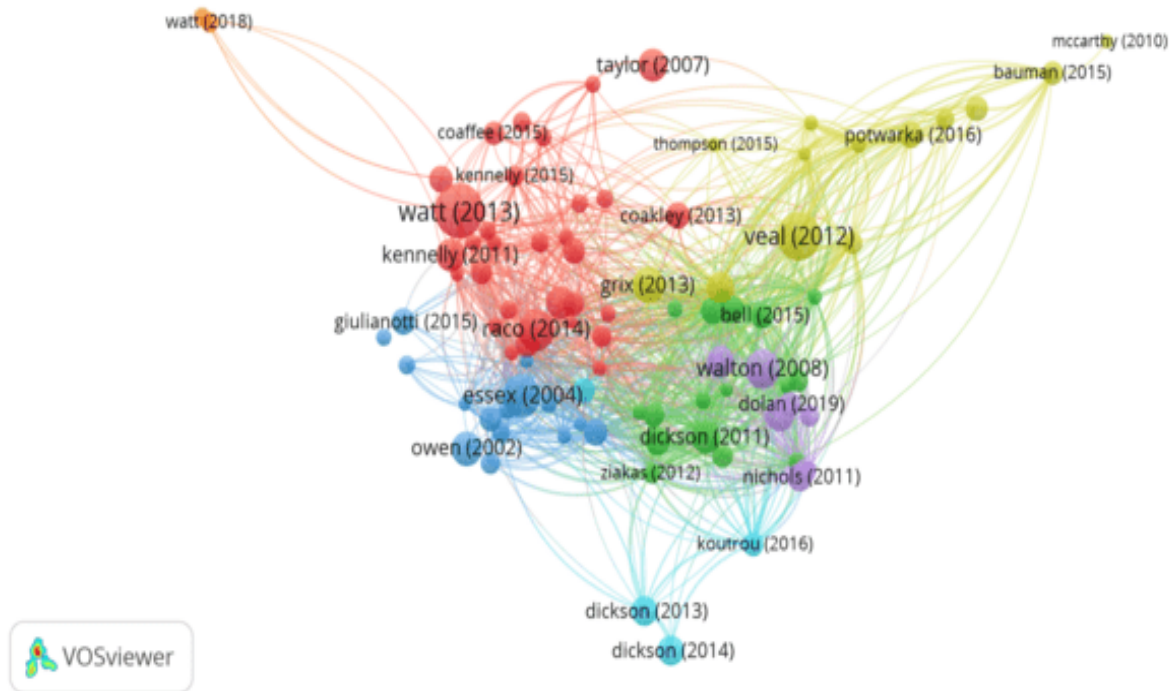 watt (2018)
mccarthy (2010)
taylor (2007)
bauman (2015)
coaffee (2015)
thompson (2015)
potwarka (2016)
kennelly (2015)
watt (2013)
coakley (2013)
veal (2012)
kennelly (2011)
grix (2013)
giulianotti (2015)
raco (2014)
bell (2015)
walton (2008)
essex (2004)
dolan (2019)
owen (2002)
dickson (2011)
ziakas (2012)
nichols (2011)
koutrou (2016)
dickson (2013)
dickson (2014)
VOSviewer